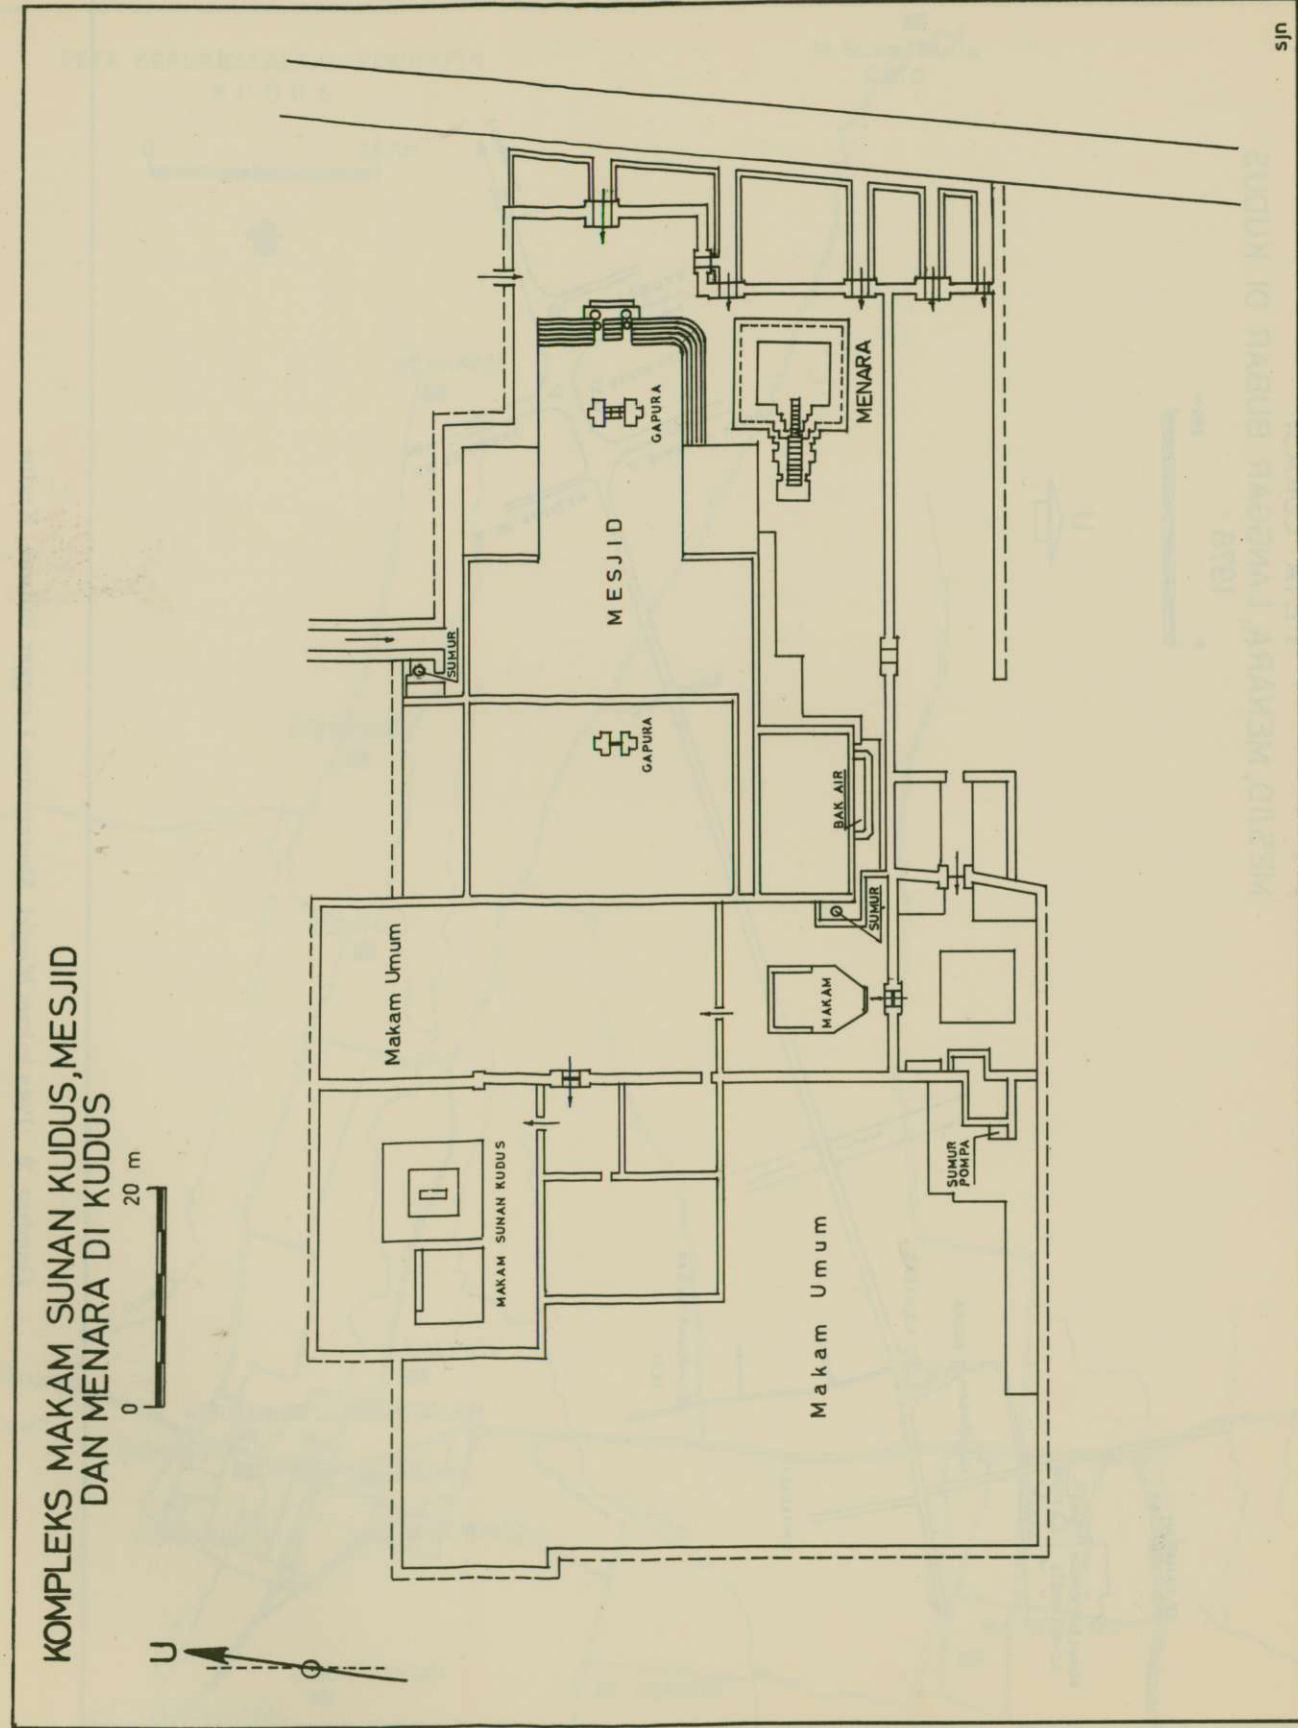 KOMPLEKS MAKAM SUNAN KUDUS, MESJID
DAN MENARA DI KUDUS
0
20 m
U
Makam Umum
MAKAM SUNAN KUDUS
Makam Umum
SUMUR
POMPA
MAKAM
SUMUR
BAK AIR
GAPURA
SUMUR
MESJID
GAPURA
MENARA
sjn